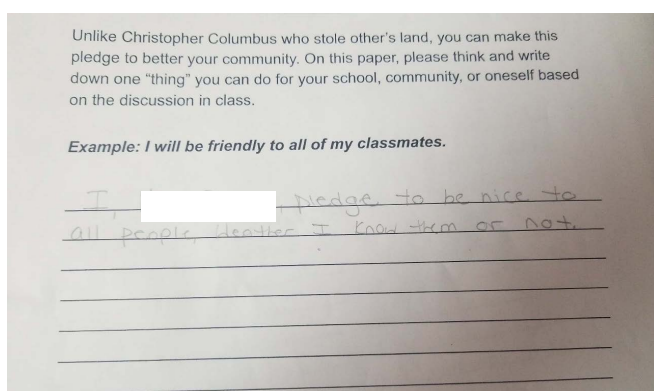 Unlike Christopher Columbus who stole other's land, you can make this
pledge to better your community. On this paper, please think and write
down one “thing” you can do for your school, community, or oneself based
on the discussion in class.
Example: I will be friendly to all of my classmates.
I, , pledge to be nice to
all people, weather I know them or not.